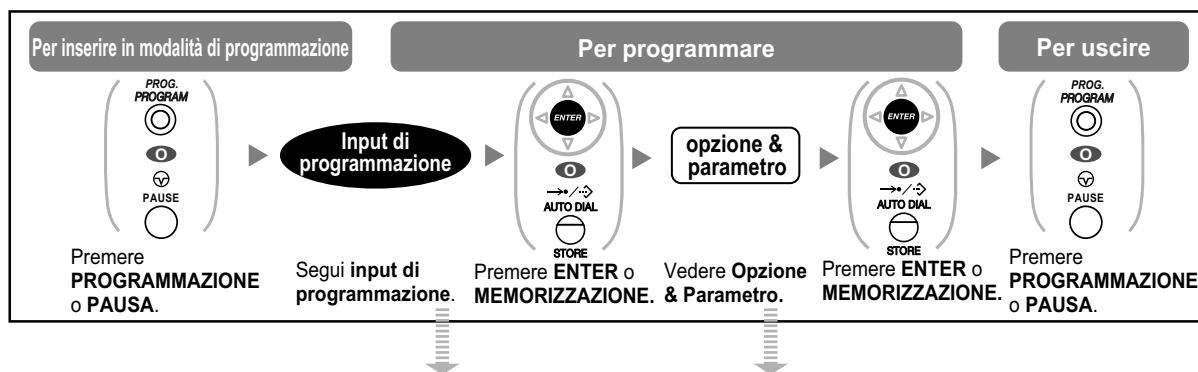 Per inserire in modalità di programmazione
Per programmare
Per uscire
PROG.
PROGRAM
O
PAUSE
Premere
PROGRAMMAZIONE
o PAUSA.
Input di
programmazione
Segui input di
programmazione.
ENTER
O
AUTO DIAL
STORE
Premere ENTER o
MEMORIZZAZIONE.
opzione &
parametro
Vedere Opzione
& Parametro.
ENTER
O
AUTO DIAL
STORE
Premere ENTER o
MEMORIZZAZIONE.
PROG.
PROGRAM
O
PAUSE
Premere
PROGRAMMAZIONE
o PAUSA.